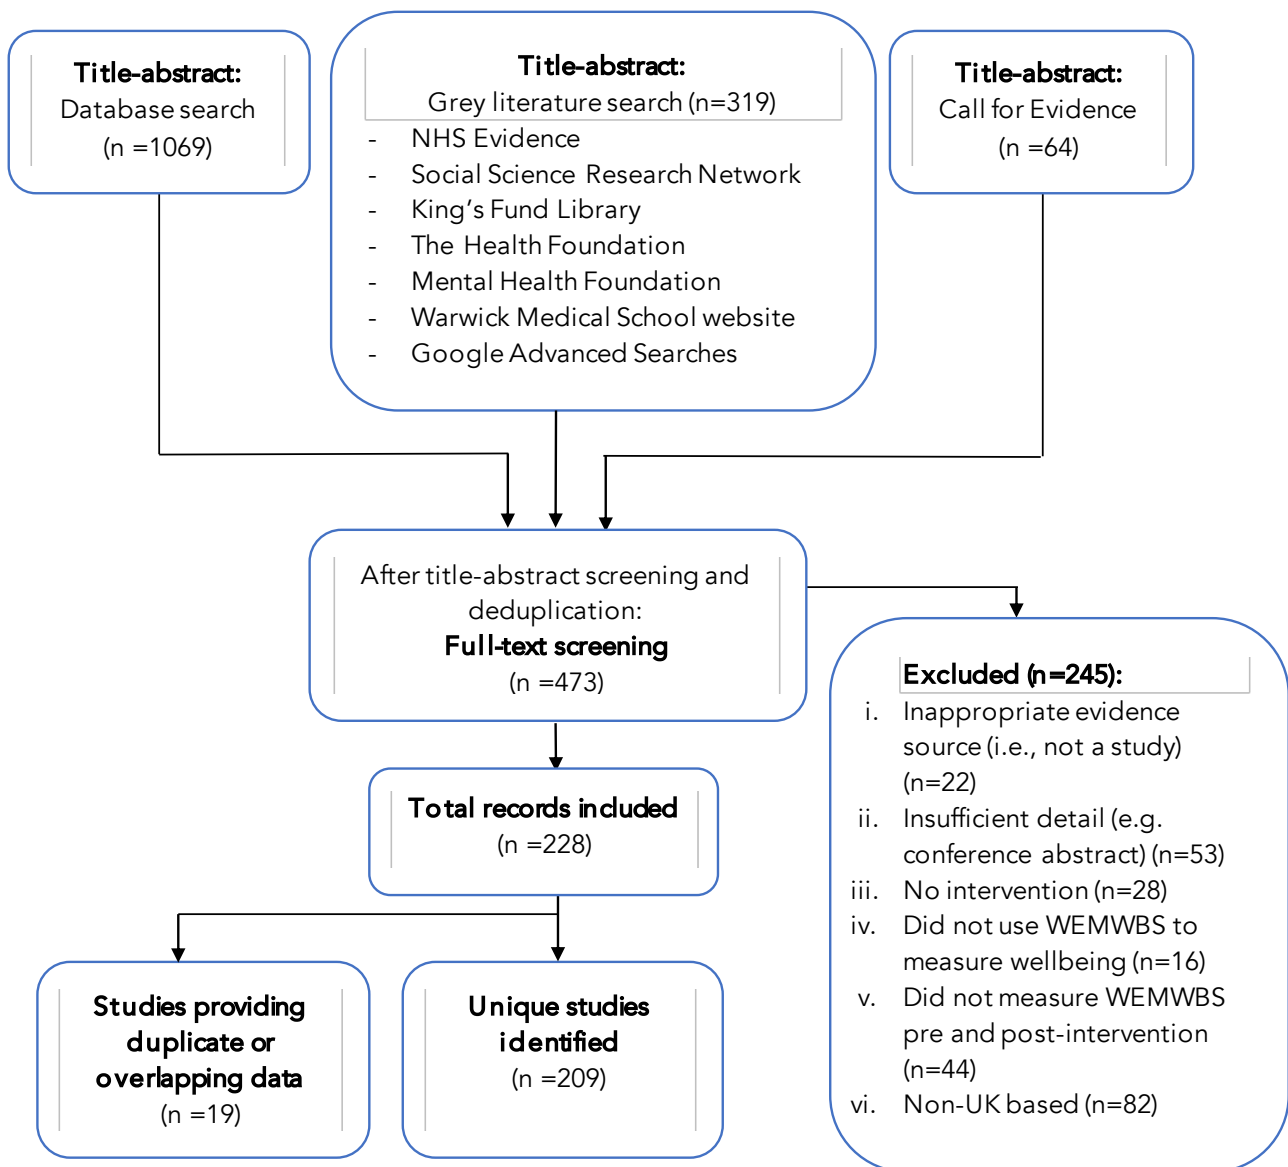 Title-abstract:
Database search
(n =1069)
Title-abstract:
Grey literature search (n=319)
- NHS Evidence
- Social Science Research Network
- King's Fund Library
- The Health Foundation
- Mental Health Foundation
- Warwick Medical School website
- Google Advanced Searches
Title-abstract:
Call for Evidence
(n =64)
After title-abstract screening and
deduplication:
Full-text screening
(n =473)
Excluded (n=245):
i. Inappropriate evidence
source (i.e., not a study)
(n=22)
ii. Insufficient detail (e.g.
conference abstract) (n=53)
iii. No intervention (n=28)
iv. Did not use WEMWBS to
measure wellbeing (n=16)
v. Did not measure WEMWBS
pre and post-intervention
(n=44)
vi. Non-UK based (n=82)
Total records included
(n =228)
Studies providing
duplicate or
overlapping data
(n =19)
Unique studies
identified
(n =209)